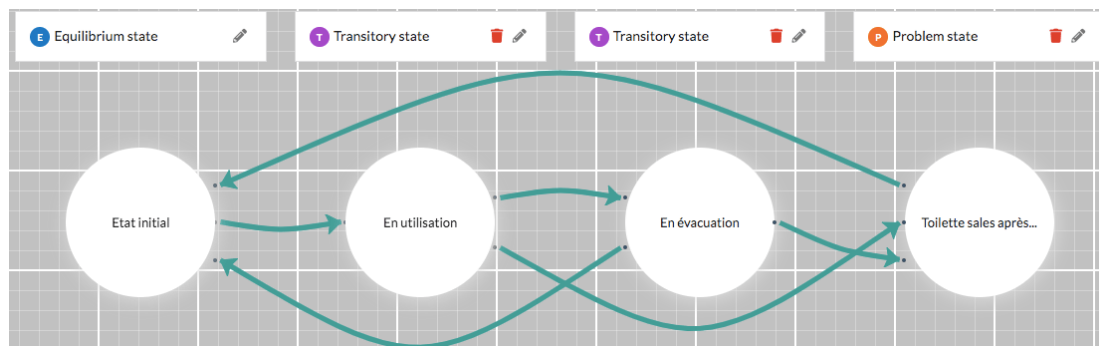 E Equilibrium state
T Transitory state
T Transitory state
P Problem state
Etat initial
En utilisation
En évacuation
Toilette sales après...